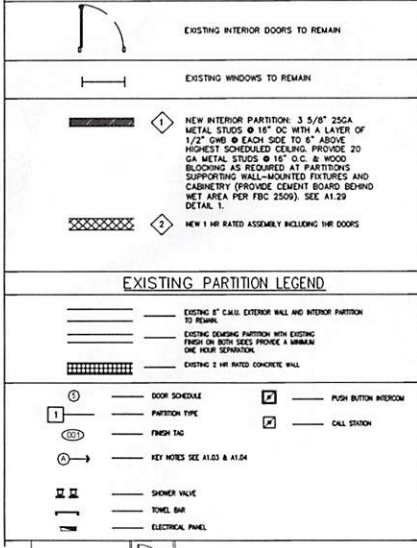 EXISTING INTERIOR DOORS TO REMAIN
EXISTING WINDOWS TO REMAIN
1
NEW INTERIOR PARTITION: 3 5/8" 25GA
METAL STUDS @ 16" OC WITH A LAYER OF
1/2" GWB @ EACH SIDE TO 6" ABOVE
HIGHEST SCHEDULED CEILING. PROVIDE 20
GA METAL STUDS @ 16" O.C. & WOOD
BLOCKING AS REQUIRED AT PARTITIONS
SUPPORTING WALL-MOUNTED FIXTURES AND
CABINETRY (PROVIDE CEMENT BOARD BEHIND
WET AREA PER FBC 2509). SEE A1.29
DETAIL 1.
2
NEW 1 HR RATED ASSEMBLY INCLUDING 1HR DOORS
EXISTING PARTITION LEGEND
EXISTING 8" C.M.U. EXTERIOR WALL AND INTERIOR PARTITION
TO REMAIN.
EXISTING DEMISING PARTITION WITH EXISTING
FINISH ON BOTH SIDES PROVIDE A MINIMUM
ONE HOUR SEPARATION.
EXISTING 2 HR RATED CONCRETE WALL
5 DOOR SCHEDULE
1 PARTITION TYPE
001 FINISH TAG
A KEY NOTES SEE A1.03 & A1.04
SHOWER VALVE
TOWEL BAR
ELECTRICAL PANEL
PUSH BUTTON INTERCOM
CALL STATION